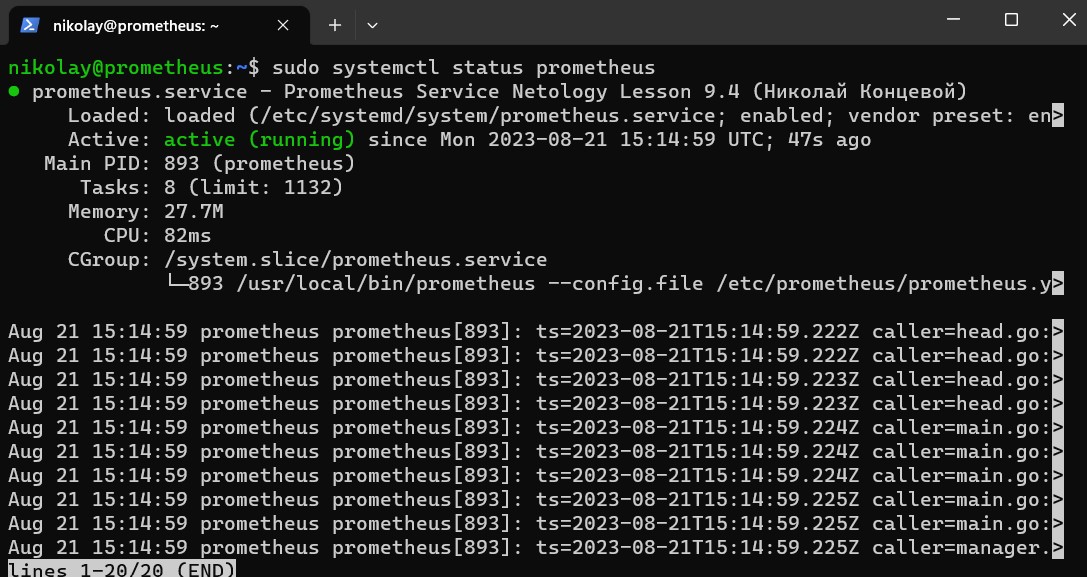 nikolay@prometheus: ~
nikolay@prometheus:~$ sudo systemctl status prometheus
● prometheus.service - Prometheus Service Netology Lesson 9.4 (Николай Концевой)
Loaded: loaded (/etc/systemd/system/prometheus.service; enabled; vendor preset: en>
Active: active (running) since Mon 2023-08-21 15:14:59 UTC; 47s ago
Main PID: 893 (prometheus)
Tasks: 8 (limit: 1132)
Memory: 27.7M
CPU: 82ms
CGroup: /system.slice/prometheus.service
└─893 /usr/local/bin/prometheus --config.file /etc/prometheus/prometheus.y>
Aug 21 15:14:59 prometheus prometheus[893]: ts=2023-08-21T15:14:59.222Z caller=head.go:>
Aug 21 15:14:59 prometheus prometheus[893]: ts=2023-08-21T15:14:59.222Z caller=head.go:>
Aug 21 15:14:59 prometheus prometheus[893]: ts=2023-08-21T15:14:59.223Z caller=head.go:>
Aug 21 15:14:59 prometheus prometheus[893]: ts=2023-08-21T15:14:59.223Z caller=head.go:>
Aug 21 15:14:59 prometheus prometheus[893]: ts=2023-08-21T15:14:59.224Z caller=main.go:>
Aug 21 15:14:59 prometheus prometheus[893]: ts=2023-08-21T15:14:59.224Z caller=main.go:>
Aug 21 15:14:59 prometheus prometheus[893]: ts=2023-08-21T15:14:59.224Z caller=main.go:>
Aug 21 15:14:59 prometheus prometheus[893]: ts=2023-08-21T15:14:59.225Z caller=main.go:>
Aug 21 15:14:59 prometheus prometheus[893]: ts=2023-08-21T15:14:59.225Z caller=main.go:>
Aug 21 15:14:59 prometheus prometheus[893]: ts=2023-08-21T15:14:59.225Z caller=manager.>
lines 1-20/20 (END)